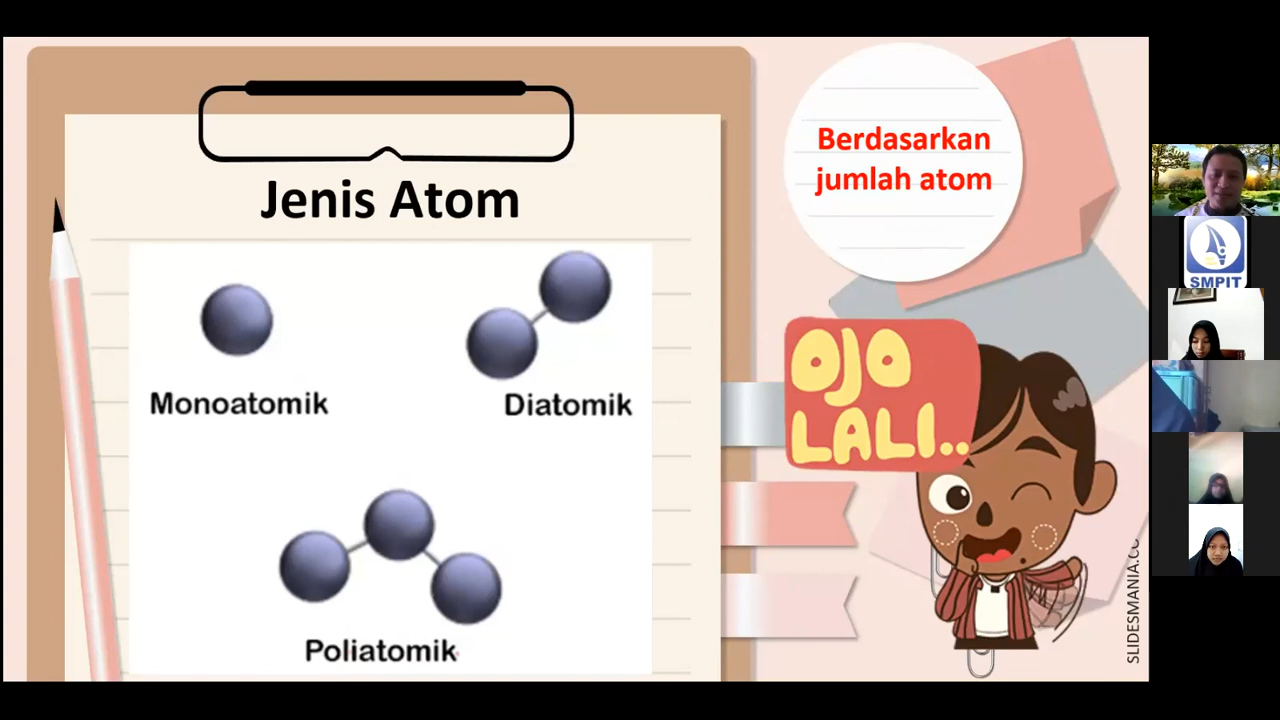 Jenis Atom
Monoatomik
Diatomik
Poliatomik
Berdasarkan
jumlah atom
OJO
LALI..
SLIDESMANIA.CO
SMPIT